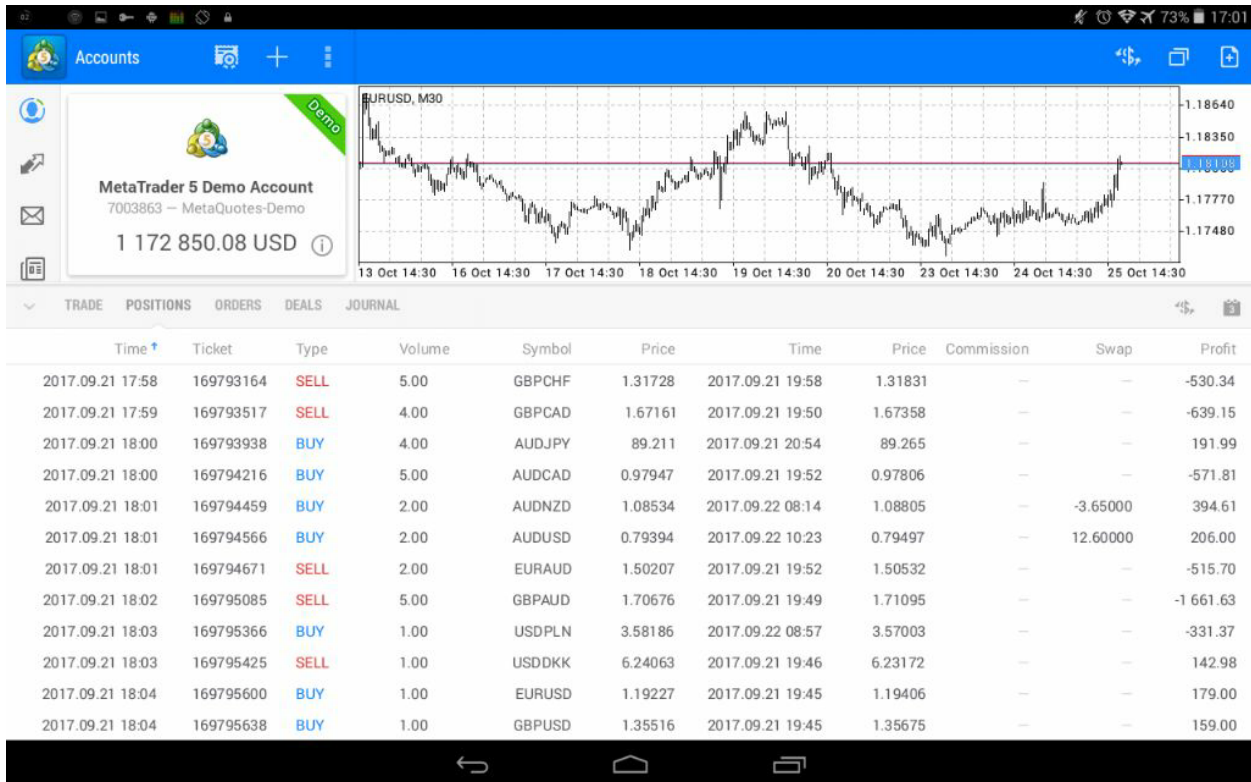 73% 17:01
Accounts
Demo
MetaTrader 5 Demo Account
7003863 — MetaQuotes-Demo
1 172 850.08 USD
EURUSD, M30
1.18640
1.18350
1.18108
1.17770
1.17480
13 Oct 14:30 16 Oct 14:30 17 Oct 14:30 18 Oct 14:30 19 Oct 14:30 20 Oct 14:30 23 Oct 14:30 24 Oct 14:30 25 Oct 14:30
TRADE POSITIONS ORDERS DEALS JOURNAL
Time Ticket Type Volume Symbol Price Time Price Commission Swap Profit
2017.09.21 17:58 169793164 SELL 5.00 GBPCHF 1.31728 2017.09.21 19:58 1.31831 — — -530.34
2017.09.21 17:59 169793517 SELL 4.00 GBPCAD 1.67161 2017.09.21 19:50 1.67358 — — -639.15
2017.09.21 18:00 169793938 BUY 4.00 AUDJPY 89.211 2017.09.21 20:54 89.265 — — 191.99
2017.09.21 18:00 169794216 BUY 5.00 AUDCAD 0.97947 2017.09.21 19:52 0.97806 — — -571.81
2017.09.21 18:01 169794459 BUY 2.00 AUDNZD 1.08534 2017.09.22 08:14 1.08805 — -3.65000 394.61
2017.09.21 18:01 169794566 BUY 2.00 AUDUSD 0.79394 2017.09.22 10:23 0.79497 — 12.60000 206.00
2017.09.21 18:01 169794671 SELL 2.00 EURAUD 1.50207 2017.09.21 19:52 1.50532 — — -515.70
2017.09.21 18:02 169795085 SELL 5.00 GBPAUD 1.70676 2017.09.21 19:49 1.71095 — — -1 661.63
2017.09.21 18:03 169795366 BUY 1.00 USDPLN 3.58186 2017.09.22 08:57 3.57003 — — -331.37
2017.09.21 18:03 169795425 SELL 1.00 USDDKK 6.24063 2017.09.21 19:46 6.23172 — — 142.98
2017.09.21 18:04 169795600 BUY 1.00 EURUSD 1.19227 2017.09.21 19:45 1.19406 — — 179.00
2017.09.21 18:04 169795638 BUY 1.00 GBPUSD 1.35516 2017.09.21 19:45 1.35675 — — 159.00